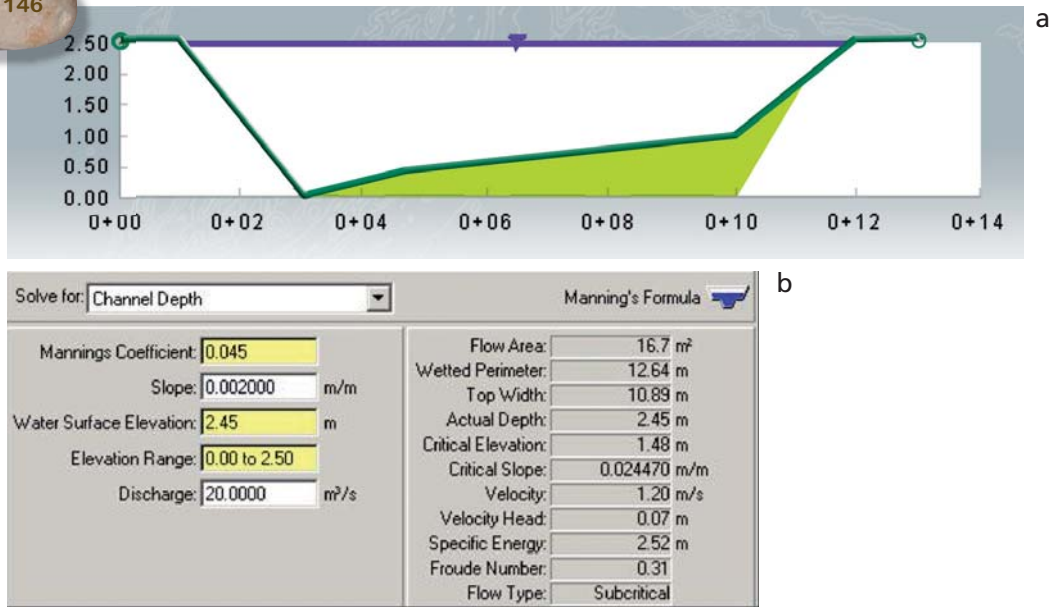 146
a
2.50
2.00
1.50
1.00
0.50
0.00
0+00 0+02 0+04 0+06 0+08 0+10 0+12 0+14
b
Solve for: Channel Depth
Manning's Formula
Mannings Coefficient: 0.045
Slope: 0.002000 m/m
Water Surface Elevation: 2.45 m
Elevation Range: 0.00 to 2.50
Discharge: 20.0000 m³/s
Flow Area: 16.7 m²
Wetted Perimeter: 12.64 m
Top Width: 10.89 m
Actual Depth: 2.45 m
Critical Elevation: 1.48 m
Critical Slope: 0.024470 m/m
Velocity: 1.20 m/s
Velocity Head: 0.07 m
Specific Energy: 2.52 m
Froude Number: 0.31
Flow Type: Subcritical